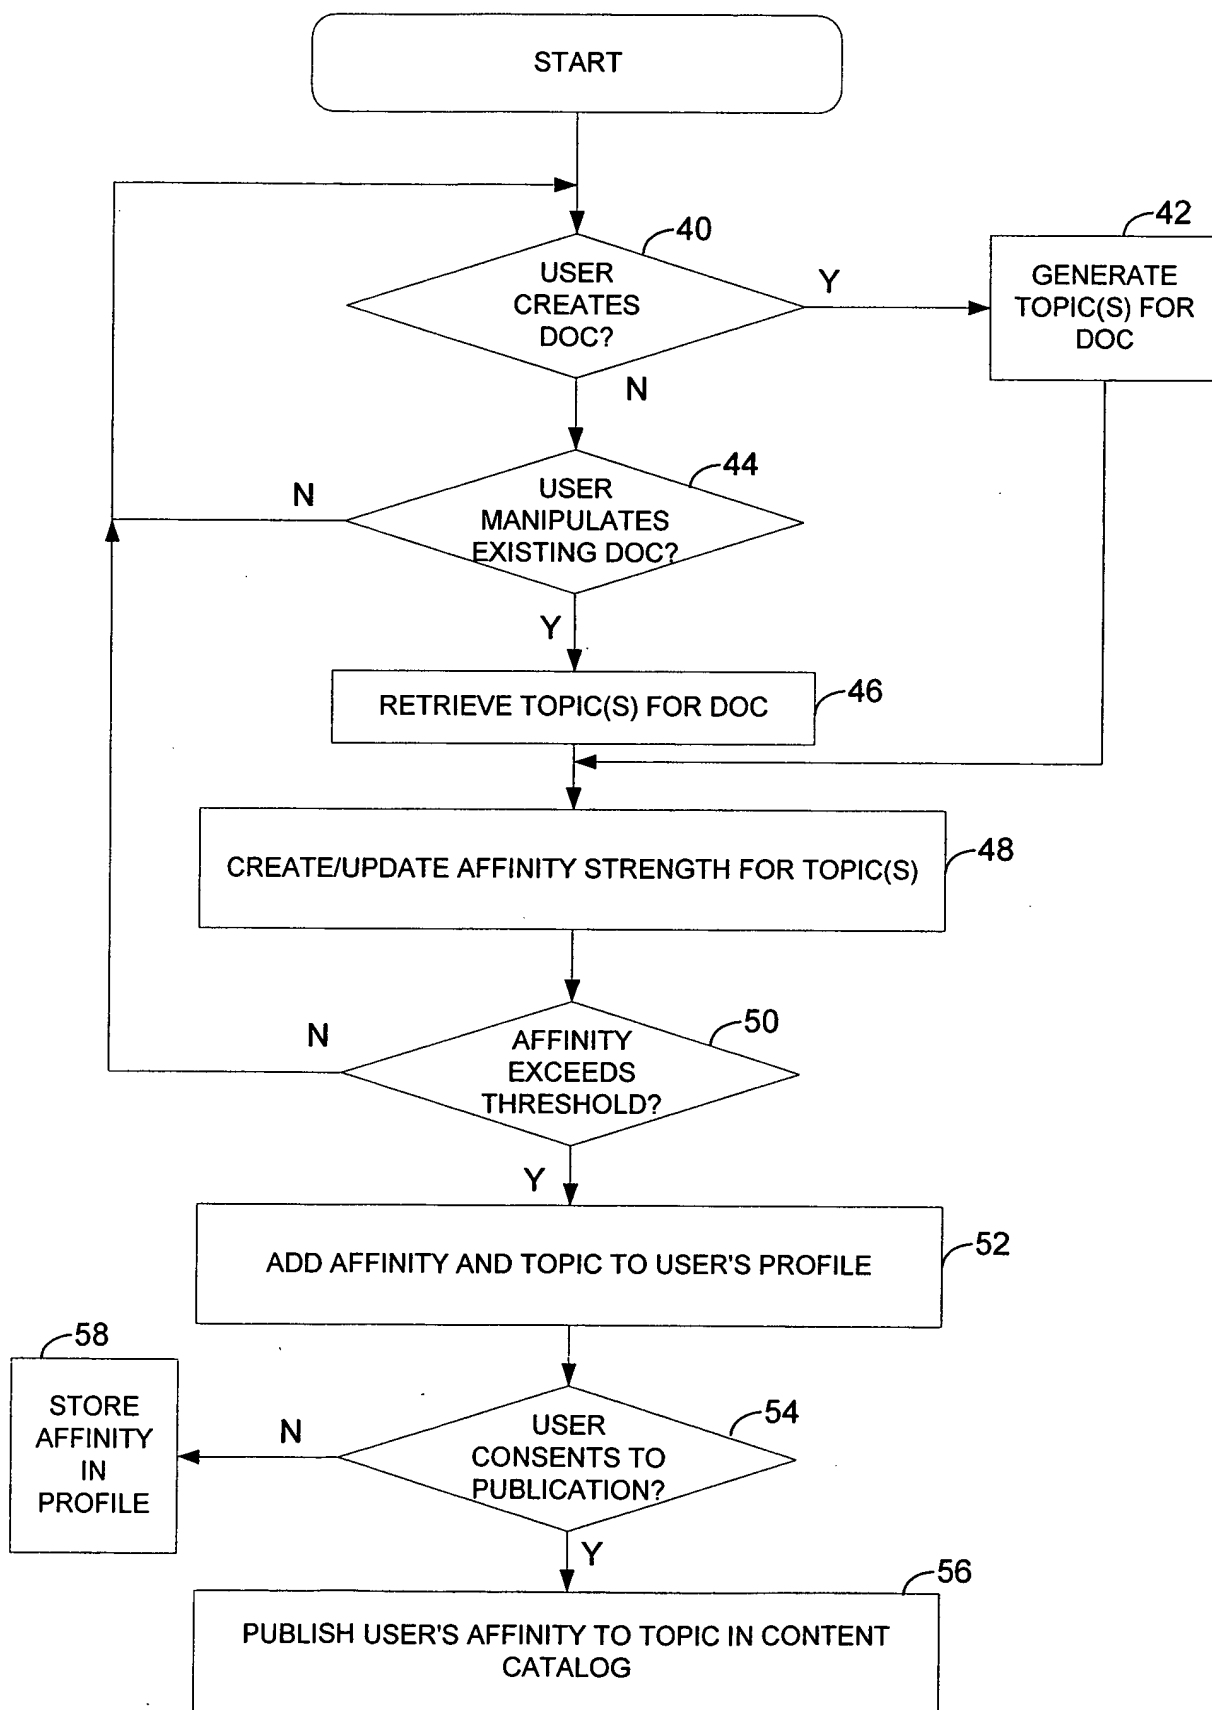 START
40
USER
CREATES
DOC?
Y
42
GENERATE
TOPIC(S) FOR
DOC
N
44
USER
MANIPULATES
EXISTING DOC?
N
Y
RETRIEVE TOPIC(S) FOR DOC
46
CREATE/UPDATE AFFINITY STRENGTH FOR TOPIC(S)
48
50
AFFINITY
EXCEEDS
THRESHOLD?
N
Y
ADD AFFINITY AND TOPIC TO USER'S PROFILE
52
54
USER
CONSENTS TO
PUBLICATION?
N
58
STORE
AFFINITY
IN
PROFILE
Y
56
PUBLISH USER'S AFFINITY TO TOPIC IN CONTENT
CATALOG